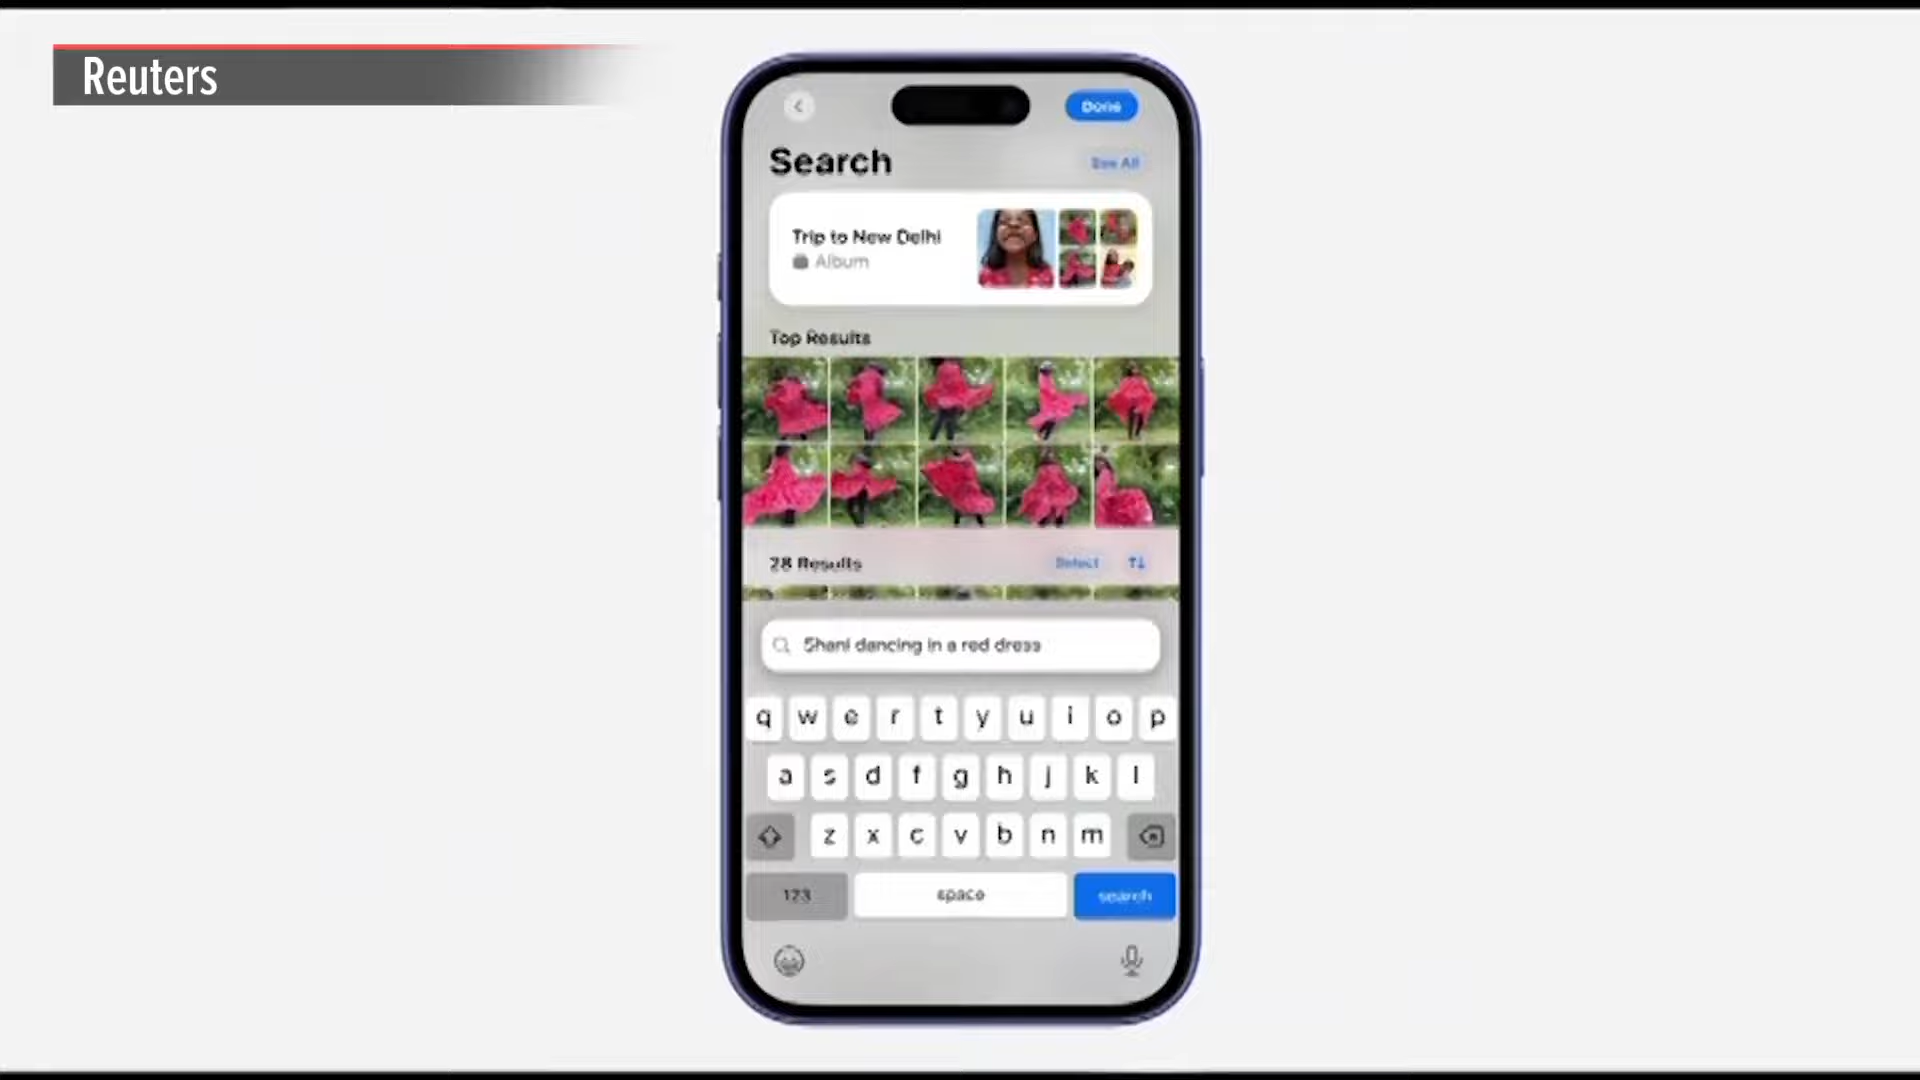 Reuters
Done
Search
See All
Trip to New Delhi
Album
Top Results
28 Results
Select
Shani dancing in a red dress
q w e r t y u i o p
a s d f g h j k l
z x c v b n m
123
space
search